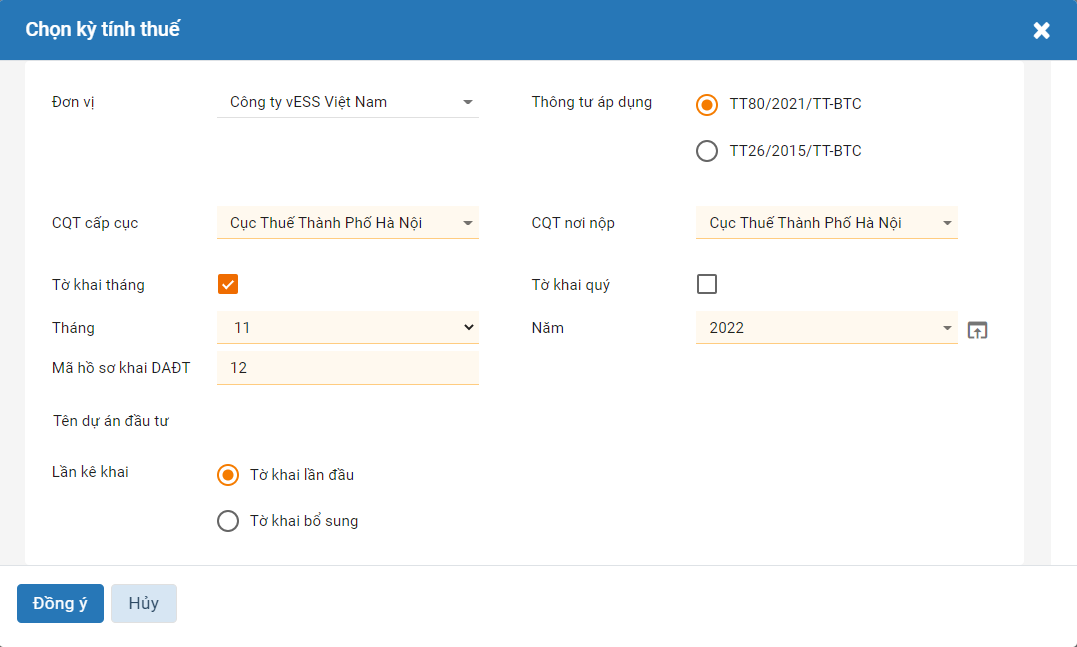 Chọn kỳ tính thuế
Đơn vị Công ty vESS Việt Nam Thông tư áp dụng TT80/2021/TT-BTC
TT26/2015/TT-BTC
CQT cấp cục Cục Thuế Thành Phố Hà Nội CQT nơi nộp Cục Thuế Thành Phố Hà Nội
Tờ khai tháng Tờ khai quý
Tháng 11 Năm 2022
Mã hồ sơ khai DAĐT 12
Tên dự án đầu tư
Lần kê khai Tờ khai lần đầu
Tờ khai bổ sung
Đồng ý Hủy